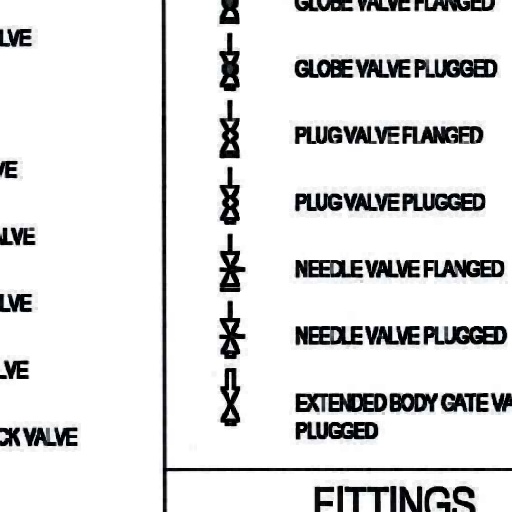 GLOBE VALVE FLANGED
GLOBE VALVE PLUGGED
PLUG VALVE FLANGED
PLUG VALVE PLUGGED
NEEDLE VALVE FLANGED
NEEDLE VALVE PLUGGED
EXTENDED BODY GATE VA
PLUGGED
FITTINGS
LVE
VE
ALVE
LVE
LVE
CK VALVE